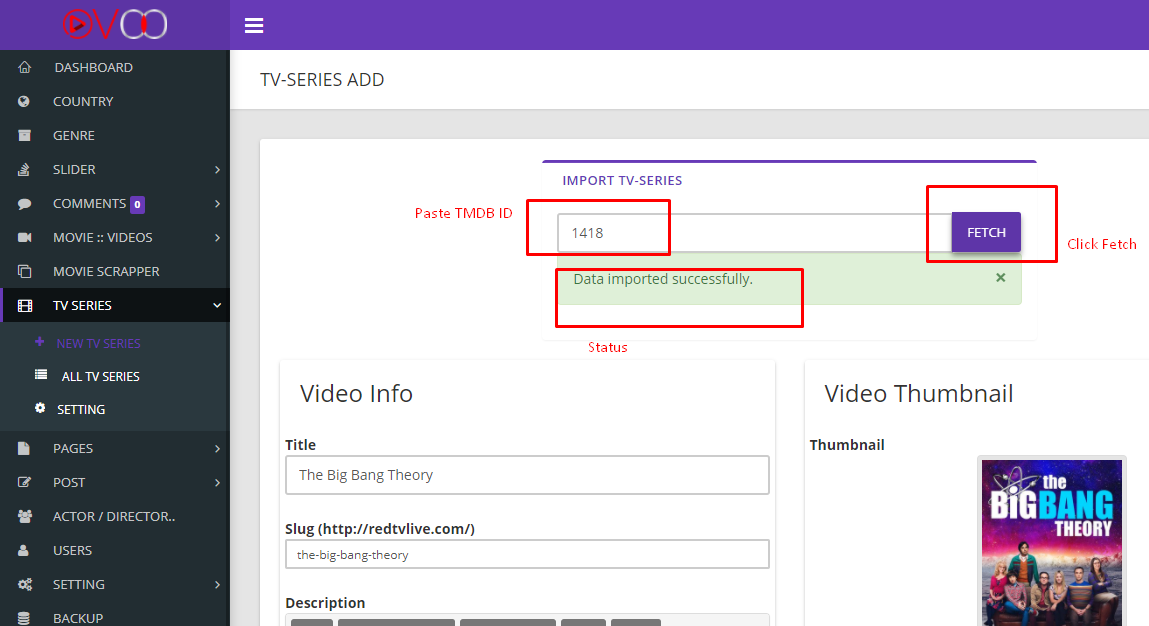 OVOO
TV-SERIES ADD
DASHBOARD
COUNTRY
GENRE
SLIDER
COMMENTS 0
MOVIE :: VIDEOS
MOVIE SCRAPPER
TV SERIES
NEW TV SERIES
ALL TV SERIES
SETTING
PAGES
POST
ACTOR / DIRECTOR..
USERS
SETTING
BACKUP
IMPORT TV-SERIES
Paste TMDB ID
1418
FETCH
Click Fetch
Data imported successfully.
×
Status
Video Info
Title
The Big Bang Theory
Slug (http://redtvlive.com/)
the-big-bang-theory
Description
Video Thumbnail
Thumbnail
the
BIGBANG
THEORY